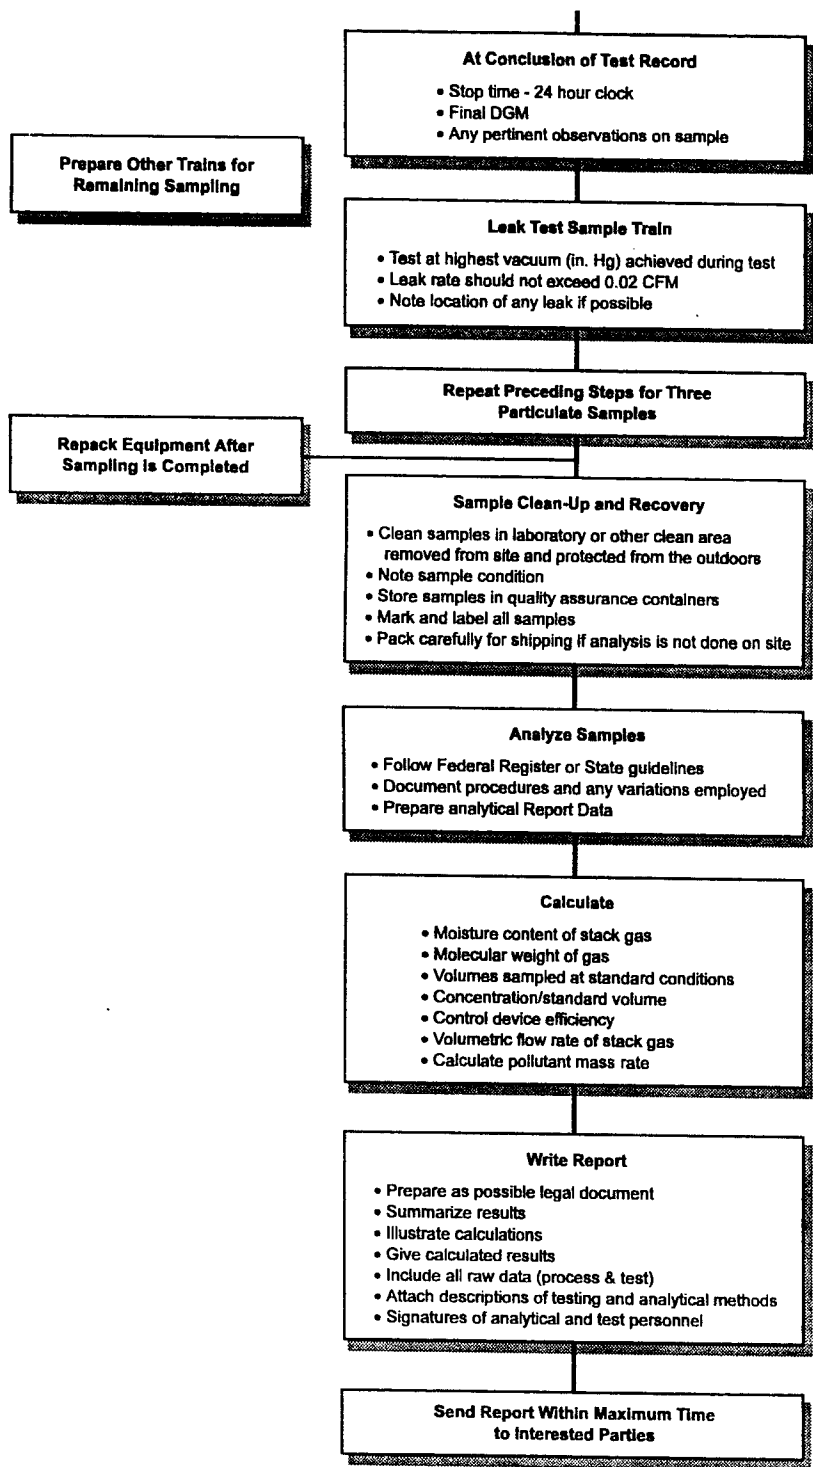 At Conclusion of Test Record
• Stop time - 24 hour clock
• Final DGM
• Any pertinent observations on sample
Prepare Other Trains for
Remaining Sampling
Leak Test Sample Train
• Test at highest vacuum (in. Hg) achieved during test
• Leak rate should not exceed 0.02 CFM
• Note location of any leak if possible
Repeat Preceding Steps for Three
Particulate Samples
Repack Equipment After
Sampling is Completed
Sample Clean-Up and Recovery
• Clean samples in laboratory or other clean area
removed from site and protected from the outdoors
• Note sample condition
• Store samples in quality assurance containers
• Mark and label all samples
• Pack carefully for shipping if analysis is not done on site
Analyze Samples
• Follow Federal Register or State guidelines
• Document procedures and any variations employed
• Prepare analytical Report Data
Calculate
• Moisture content of stack gas
• Molecular weight of gas
• Volumes sampled at standard conditions
• Concentration/standard volume
• Control device efficiency
• Volumetric flow rate of stack gas
• Calculate pollutant mass rate
Write Report
• Prepare as possible legal document
• Summarize results
• Illustrate calculations
• Give calculated results
• Include all raw data (process & test)
• Attach descriptions of testing and analytical methods
• Signatures of analytical and test personnel
Send Report Within Maximum Time
to Interested Parties